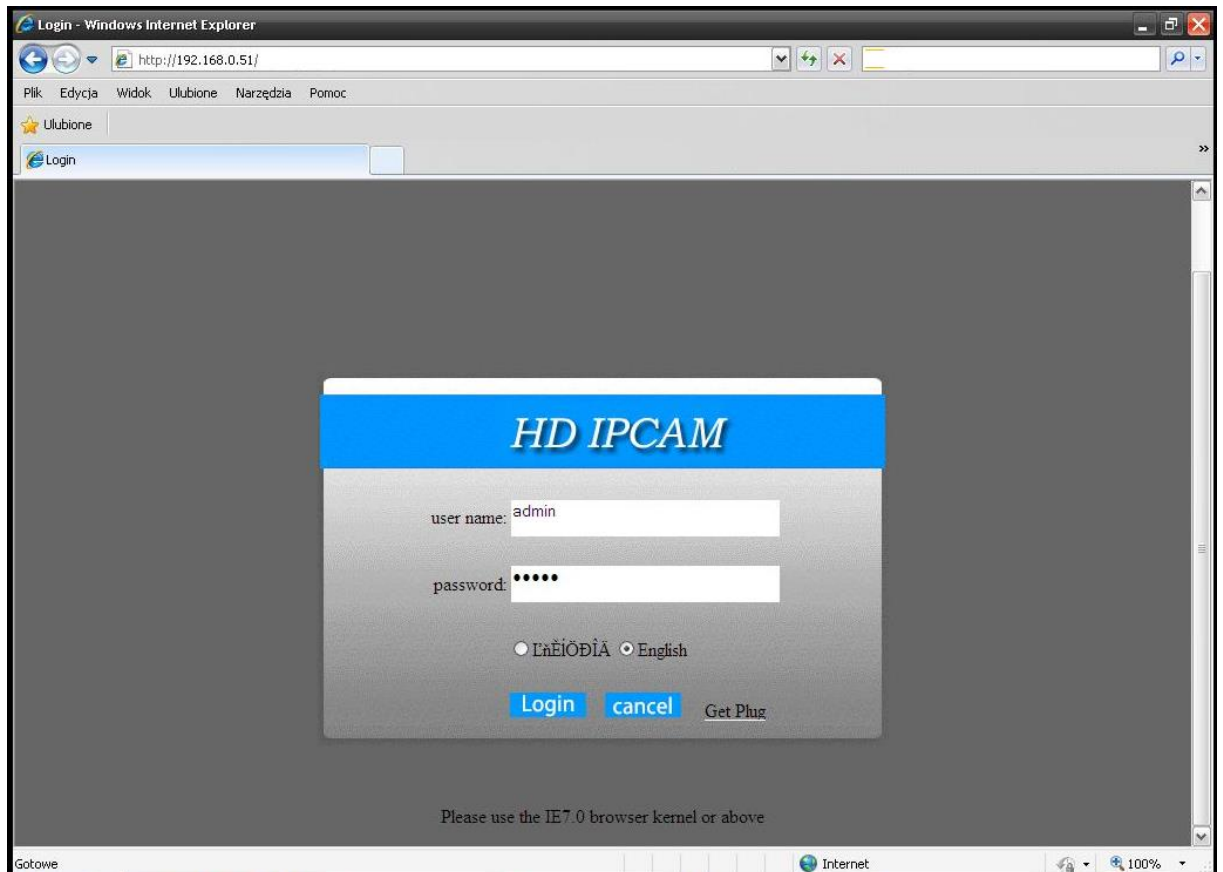 Login - Windows Internet Explorer
http://192.168.0.51/
Plik Edycja Widok Ulubione Narzędzia Pomoc
Ulubione
Login
»
HD IPCAM
user name: admin
password: •••••
ĽňĚĺÖĐÎÄ English
Login cancel Get Plug
Please use the IE7.0 browser kernel or above
Gotowe Internet 100%